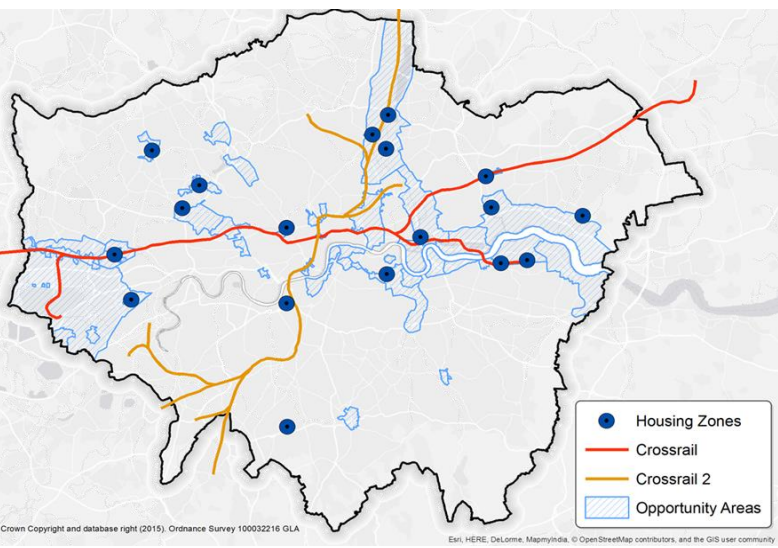 Housing Zones
Crossrail
Crossrail 2
Opportunity Areas
Crown Copyright and database right (2015). Ordnance Survey 100032216 GLA
Esri, HERE, DeLorme, MapmyIndia, © OpenStreetMap contributors, and the GIS user community